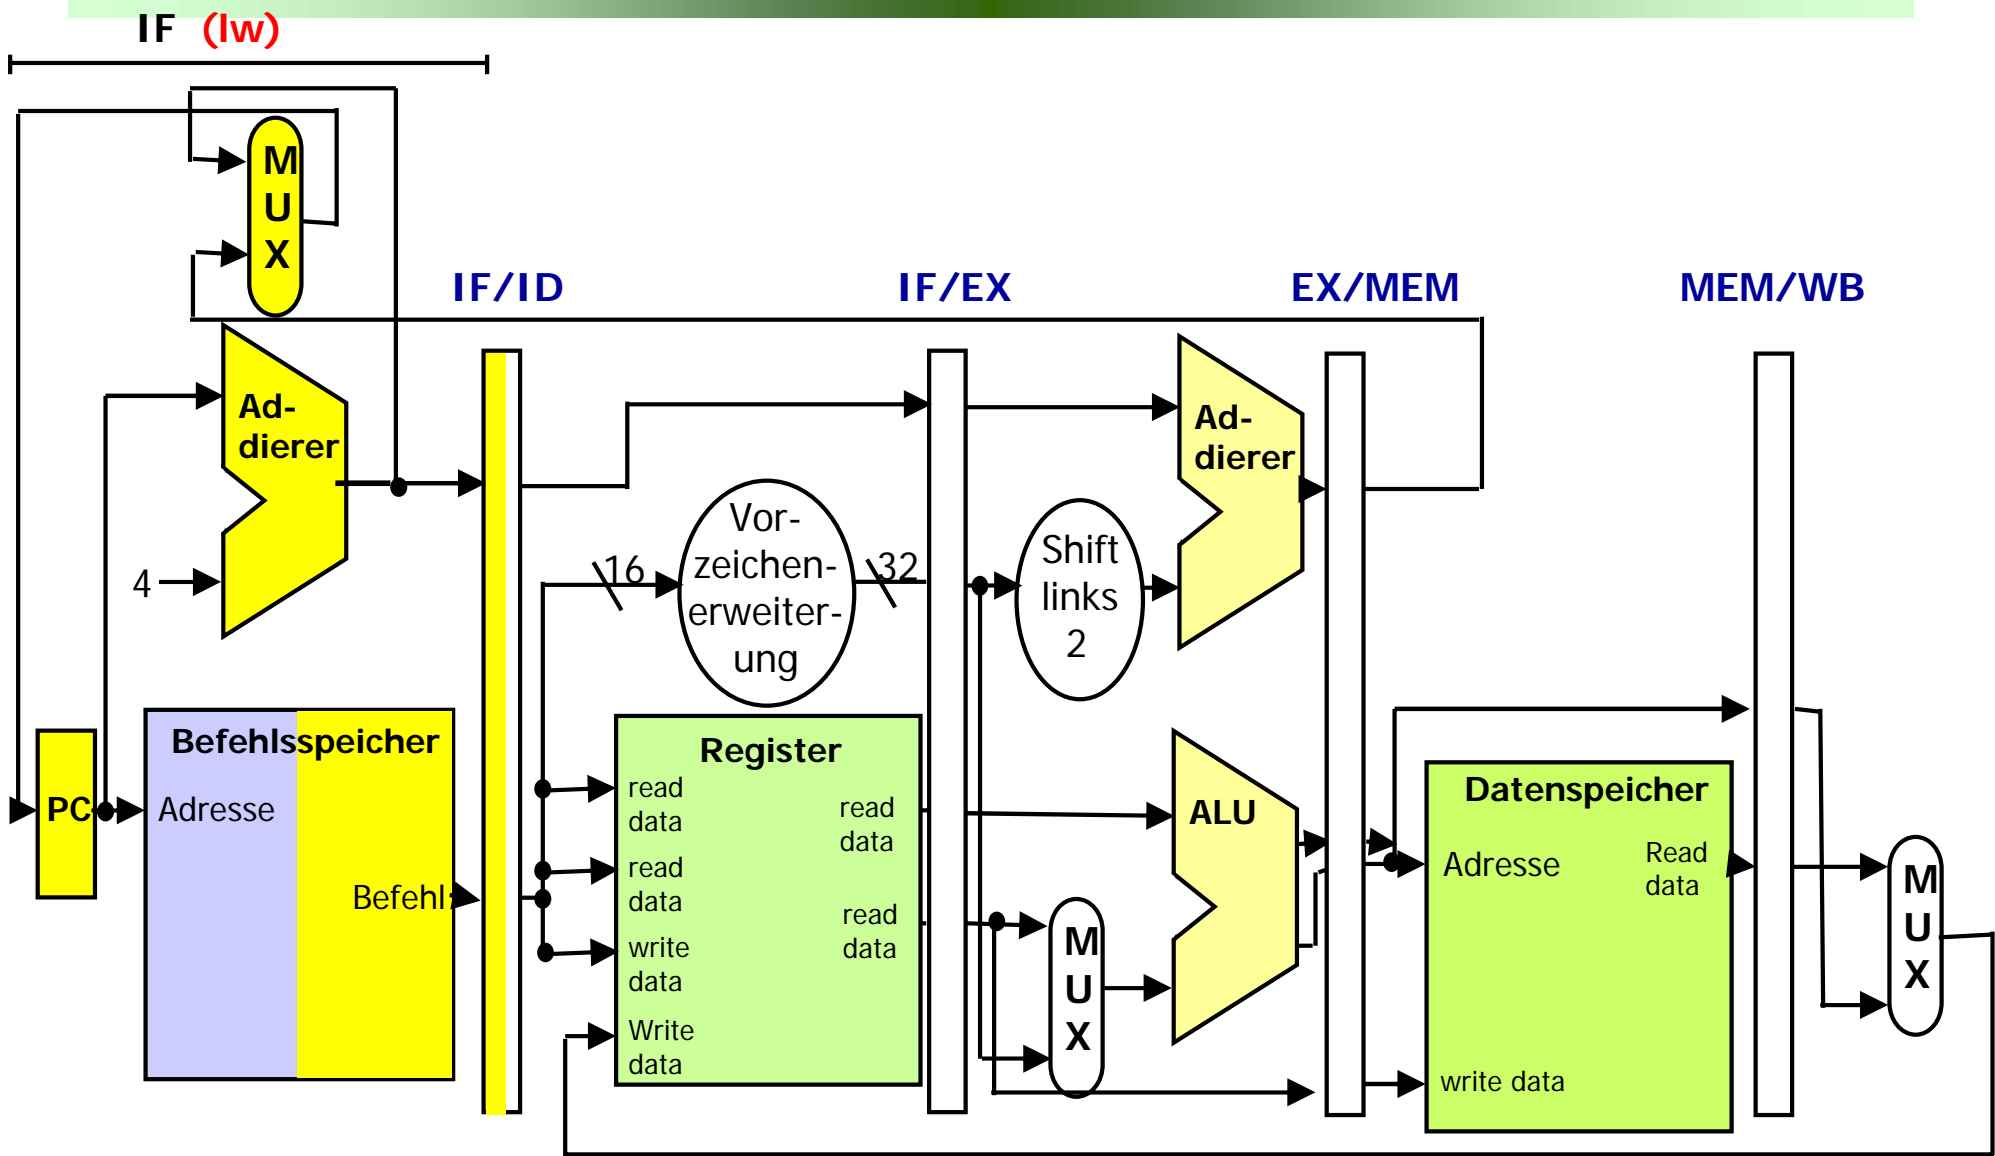 IF (lw)
M
U
X
IF/ID
IF/EX
EX/MEM
MEM/WB
Ad-
dierer
4
16
Vor-
zeichen-
erweiter-
ung
32
Shift
links
2
Ad-
dierer
PC
Befehlsspeicher
Adresse
Befehl
Register
read
data
read
data
write
data
Write
data
read
data
read
data
M
U
X
ALU
Datenspeicher
Adresse
Read
data
write data
M
U
X